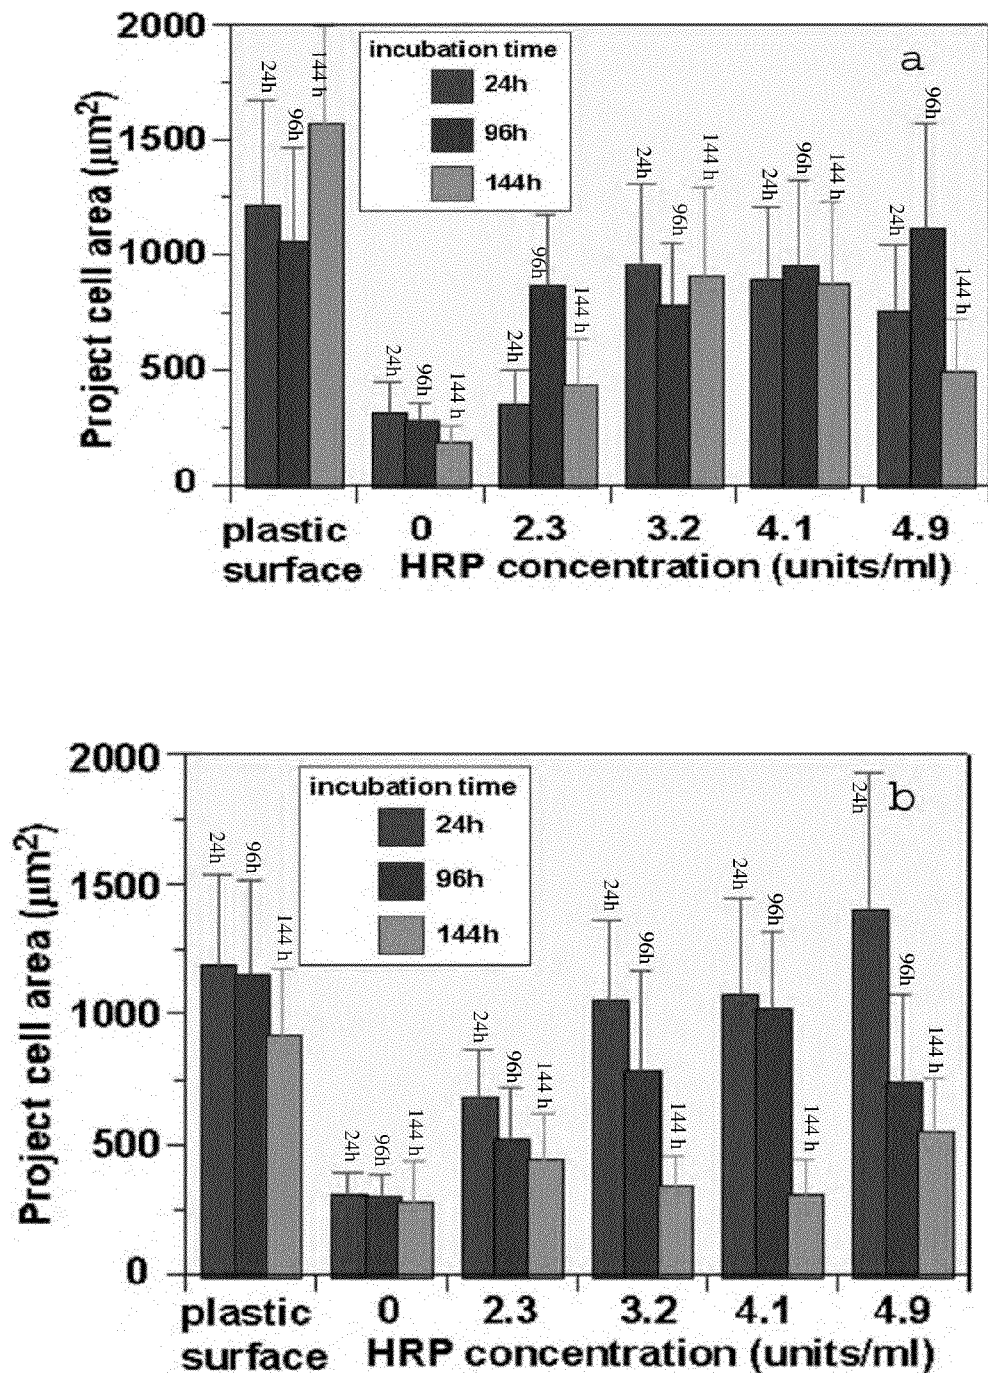 2000
1500
1000
500
0
Project cell area (μm²)
incubation time
24h
96h
144h
a
24h
96h
144 h
24h
96h
144 h
24h
96h
144 h
24h
96h
144 h
24h
96h
144 h
24h
96h
144 h
plastic surface
0
2.3
3.2
4.1
4.9
HRP concentration (units/ml)
2000
1500
1000
500
0
Project cell area (μm²)
incubation time
24h
96h
144h
b
24h
96h
144 h
24h
96h
144 h
24h
96h
144 h
24h
96h
144 h
24h
96h
144 h
24h
96h
144 h
plastic surface
0
2.3
3.2
4.1
4.9
HRP concentration (units/ml)